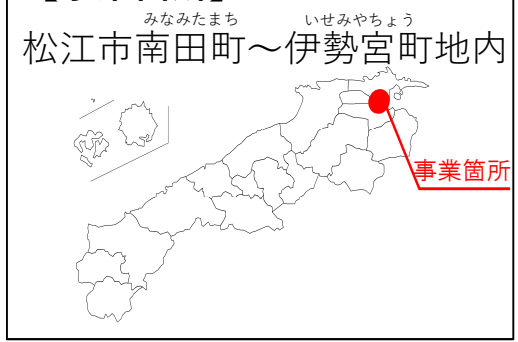 みなみたまち いせみやちょう
松江市南田町～伊勢宮町地内
事業箇所